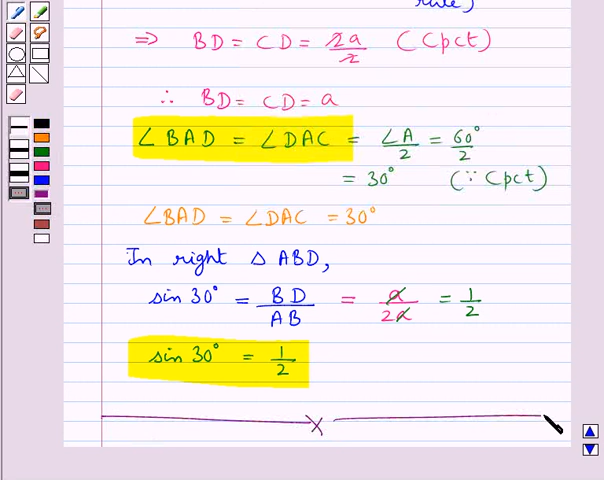 rule)
⇒ BD = CD = 2a/2 (Cpct)
∴ BD = CD = a
∠BAD = ∠DAC = ∠A/2 = 60°/2
= 30° (∵ Cpct)
∠BAD = ∠DAC = 30°
In right △ ABD,
sin 30° = BD/AB = a/2a = 1/2
sin 30° = 1/2